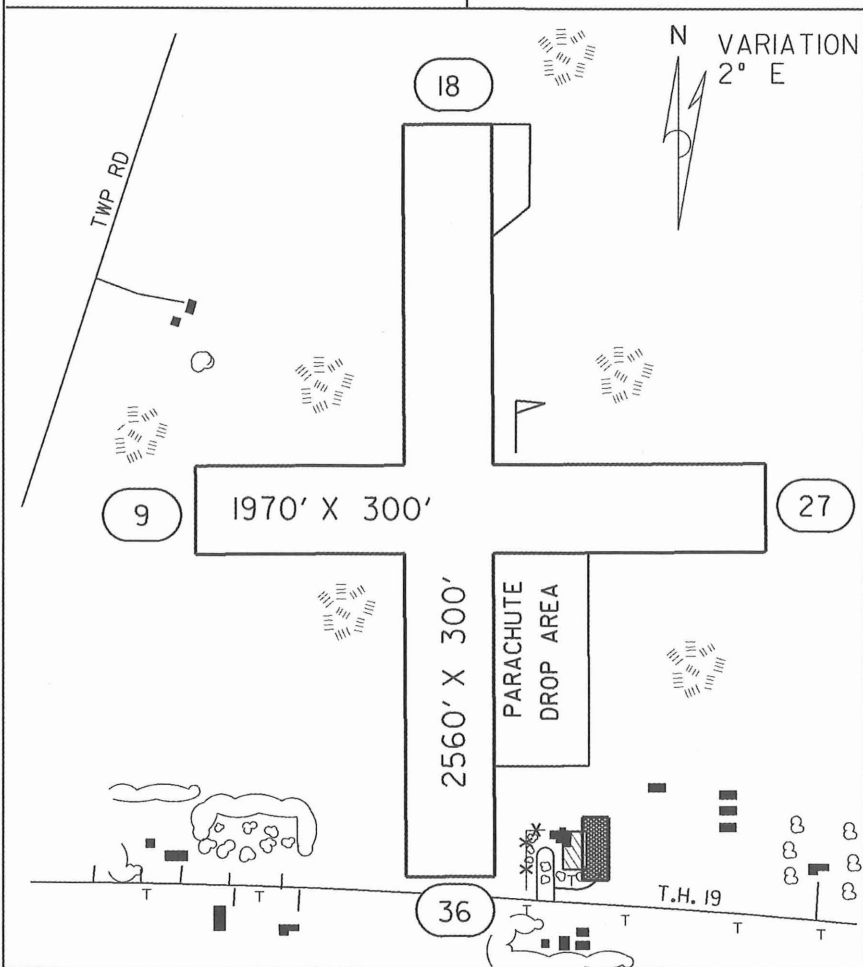 N
VARIATION
2° E
18
TWP RD
9
1970' X 300'
27
2560' X 300'
PARACHUTE
DROP AREA
T
T
T
T.H. 19
36
T
T
T
T